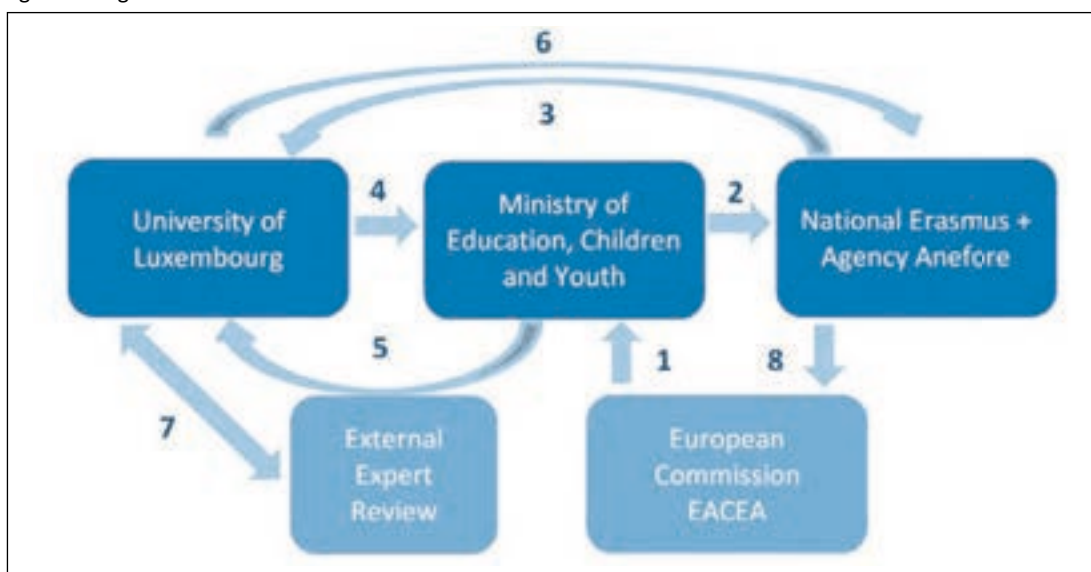 6
3
University of
Luxembourg
4
Ministry of
Education, Children
and Youth
2
National Erasmus +
Agency Anefore
5
1
8
7
External
Expert
Review
European
Commission
EACEA